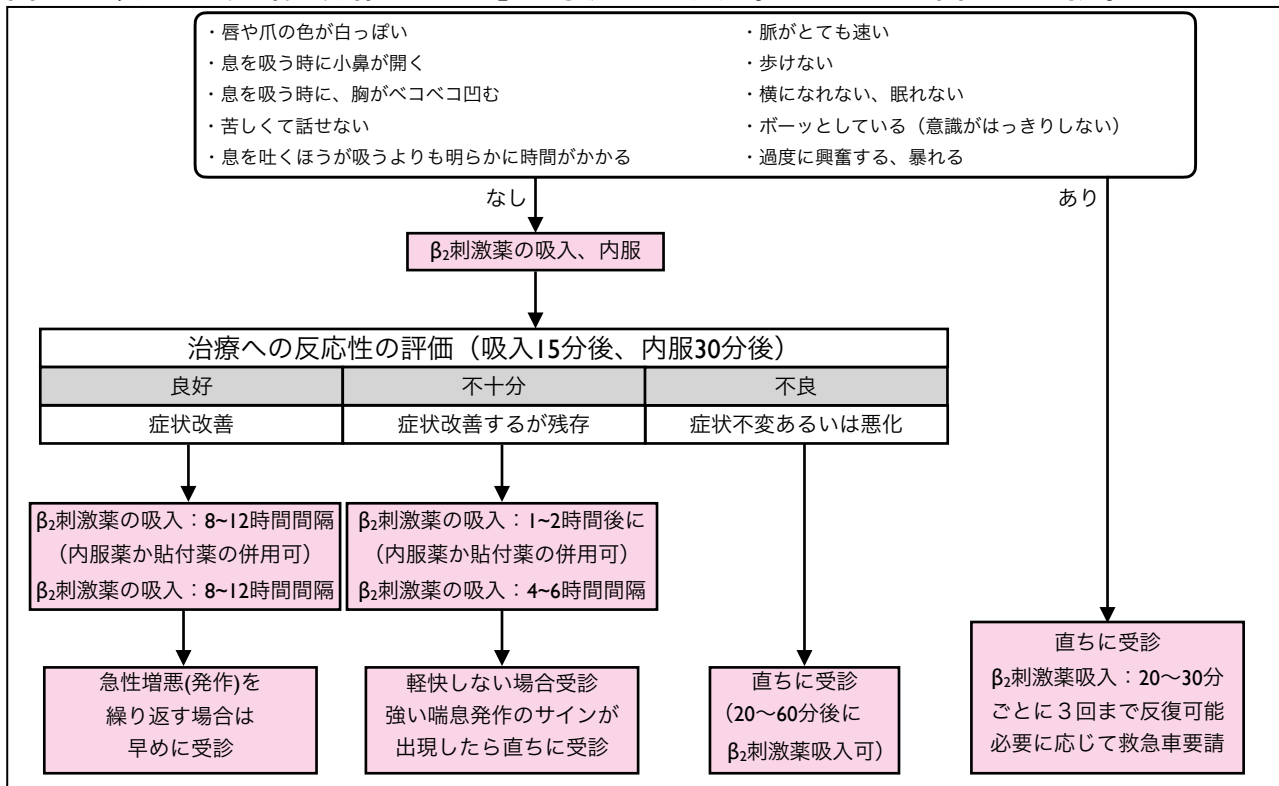 ・唇や爪の色が白っぽい
・息を吸う時に小鼻が開く
・息を吸う時に、胸がベコベコ凹む
・苦しくて話せない
・息を吐くほうが吸うよりも明らかに時間がかかる
・脈がとても速い
・歩けない
・横になれない、眠れない
・ボーッとしている（意識がはっきりしない）
・過度に興奮する、暴れる
なし
あり
β₂刺激薬の吸入、内服
治療への反応性の評価（吸入15分後、内服30分後）
良好
不十分
不良
症状改善
症状改善するが残存
症状不変あるいは悪化
β₂刺激薬の吸入：8~12時間間隔
（内服薬か貼付薬の併用可）
β₂刺激薬の吸入：8~12時間間隔
β₂刺激薬の吸入：1~2時間後に
（内服薬か貼付薬の併用可）
β₂刺激薬の吸入：4~6時間間隔
急性増悪(発作)を
繰り返す場合は
早めに受診
軽快しない場合受診
強い喘息発作のサインが
出現したら直ちに受診
直ちに受診
（20〜60分後に
β₂刺激薬吸入可）
直ちに受診
β₂刺激薬吸入：20〜30分
ごとに３回まで反復可能
必要に応じて救急車要請